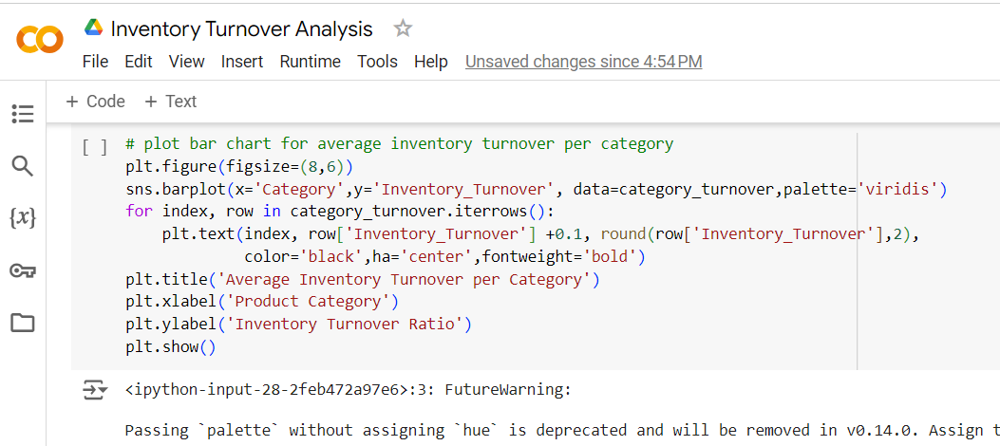 Inventory Turnover Analysis
File Edit View Insert Runtime Tools Help Unsaved changes since 4:54 PM
+ Code + Text
[ ] # plot bar chart for average inventory turnover per category
plt.figure(figsize=(8,6))
sns.barplot(x='Category',y='Inventory_Turnover', data=category_turnover,palette='viridis')
for index, row in category_turnover.iterrows():
    plt.text(index, row['Inventory_Turnover'] +0.1, round(row['Inventory_Turnover'],2),
             color='black',ha='center',fontweight='bold')
plt.title('Average Inventory Turnover per Category')
plt.xlabel('Product Category')
plt.ylabel('Inventory Turnover Ratio')
plt.show()
{x}
<ipython-input-28-2feb472a97e6>:3: FutureWarning:
Passing `palette` without assigning `hue` is deprecated and will be removed in v0.14.0. Assign t